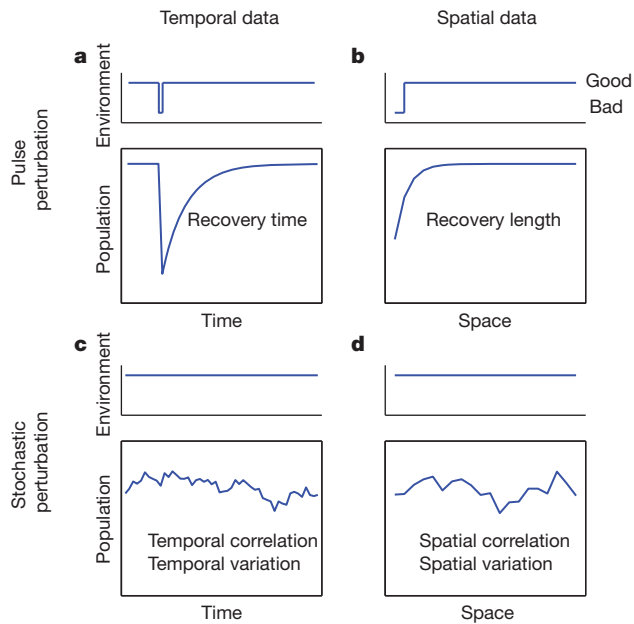 Temporal data
Spatial data
a
b
Pulse
perturbation
Environment
Good
Bad
Population
Recovery time
Recovery length
Time
Space
c
d
Stochastic
perturbation
Environment
Environment
Population
Temporal correlation
Temporal variation
Spatial correlation
Spatial variation
Time
Space